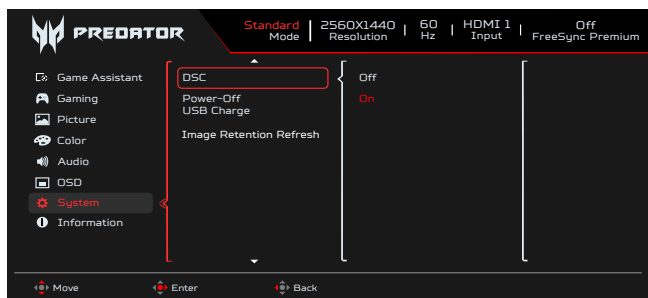 PREDATOR
Standard Mode
2560X1440 Resolution
60 Hz
HDMI 1 Input
Off FreeSync Premium
Game Assistant
Gaming
Picture
Color
Audio
OSD
System
Information
DSC
Power-Off
USB Charge
Image Retention Refresh
Off
On
Move
Enter
Back